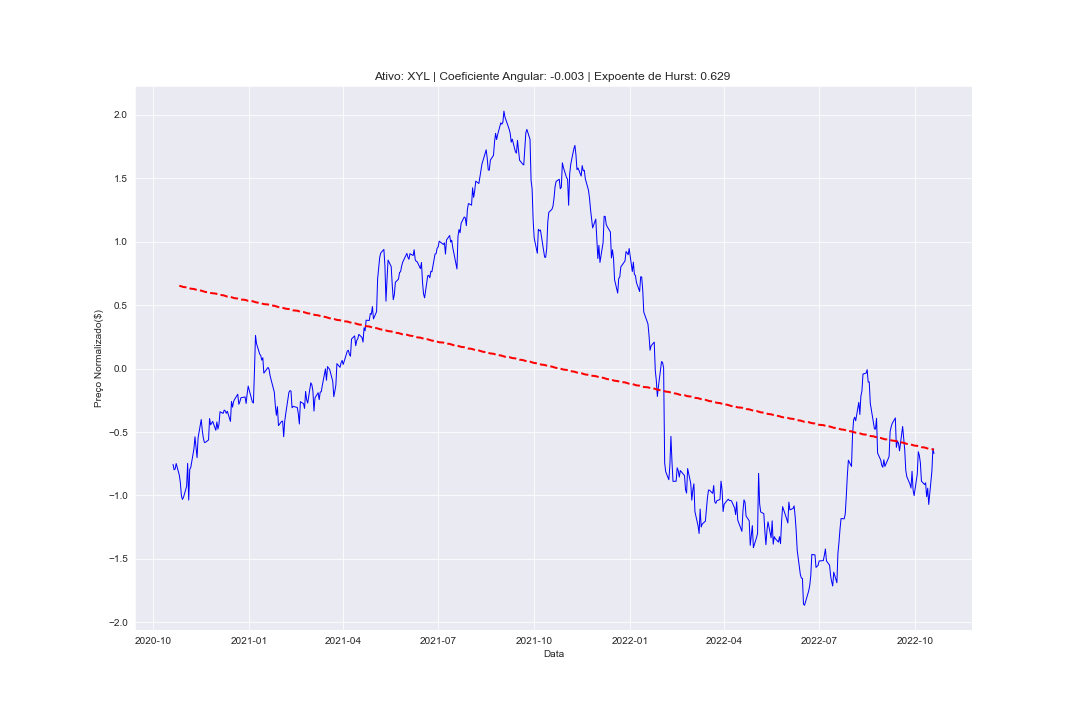 Ativo: XYL | Coeficiente Angular: -0.003 | Expoente de Hurst: 0.629
Preço Normalizado($)
2.0
1.5
1.0
0.5
0.0
−0.5
−1.0
−1.5
−2.0
2020-10 2021-01 2021-04 2021-07 2021-10 2022-01 2022-04 2022-07 2022-10
Data